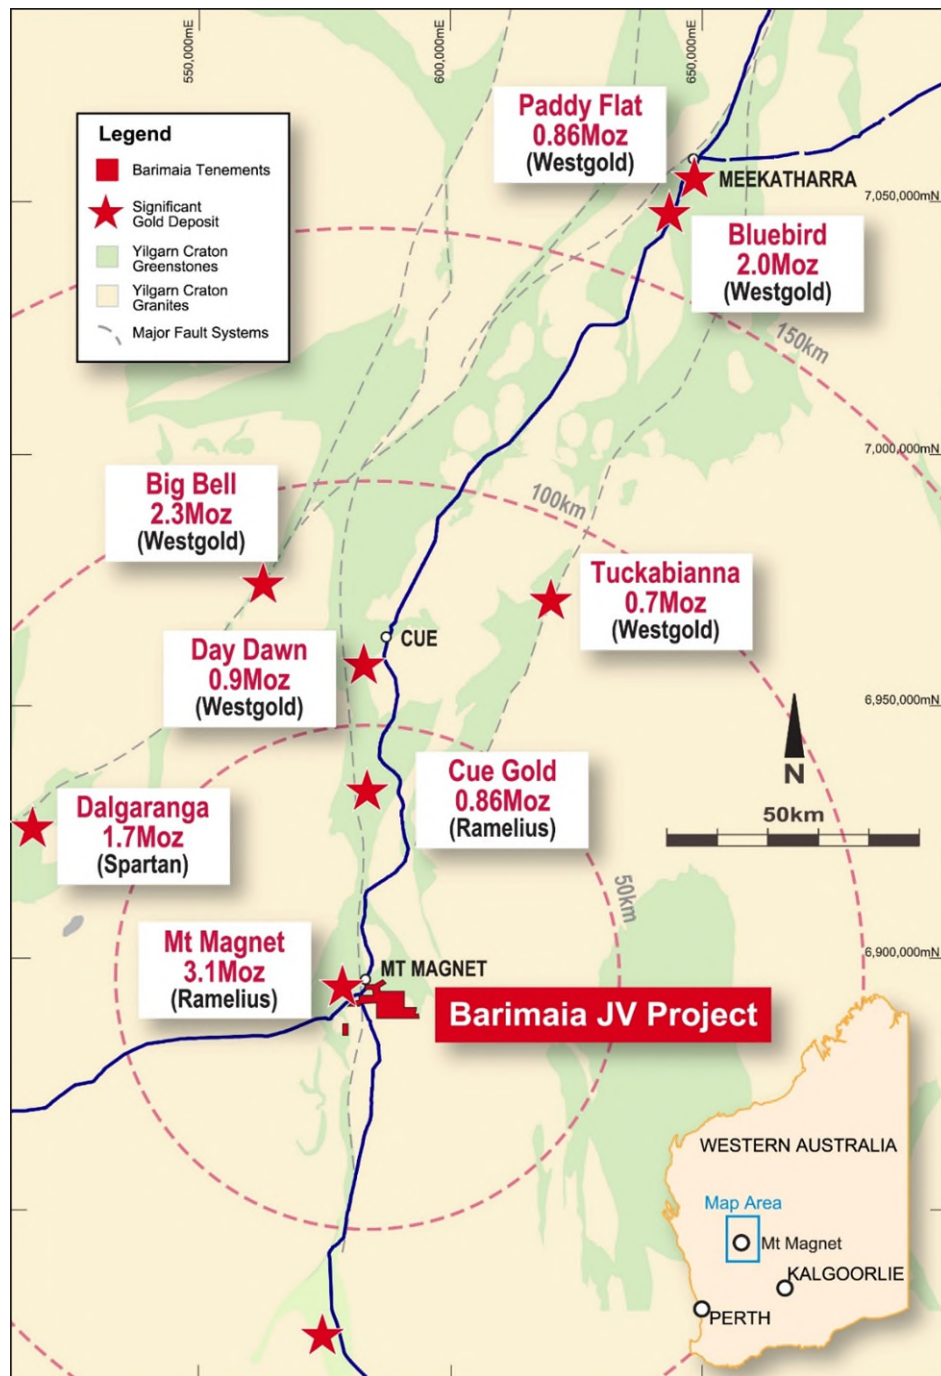 550,000mE
600,000mE
650,000mE
Legend
Barimaia Tenements
Significant
Gold Deposit
Yilgarn Craton
Greenstones
Yilgarn Craton
Granites
Major Fault Systems
Paddy Flat
0.86Moz
(Westgold)
MEEKATHARRA
7,050,000mN
Bluebird
2.0Moz
(Westgold)
150km
7,000,000mN
100km
Big Bell
2.3Moz
(Westgold)
Tuckabianna
0.7Moz
(Westgold)
CUE
Day Dawn
0.9Moz
(Westgold)
6,950,000mN
N
Cue Gold
0.86Moz
(Ramelius)
50km
Dalgaranga
1.7Moz
(Spartan)
50km
Mt Magnet
3.1Moz
(Ramelius)
MT MAGNET
6,900,000mN
Barimaia JV Project
WESTERN AUSTRALIA
Map Area
Mt Magnet
KALGOORLIE
PERTH